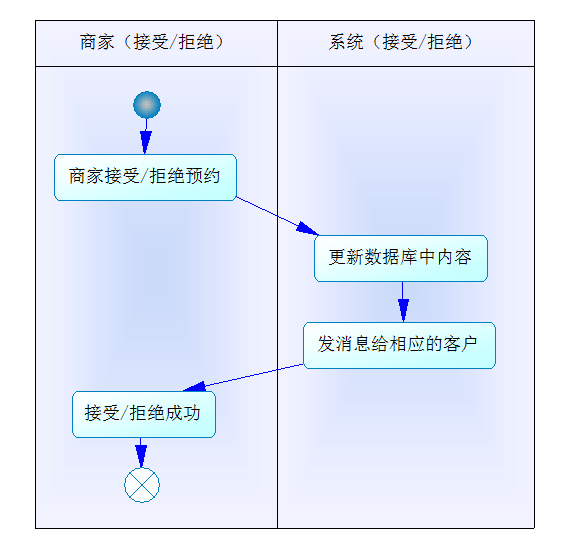 商家（接受/拒绝）
系统（接受/拒绝）
商家接受/拒绝预约
更新数据库中内容
发消息给相应的客户
接受/拒绝成功